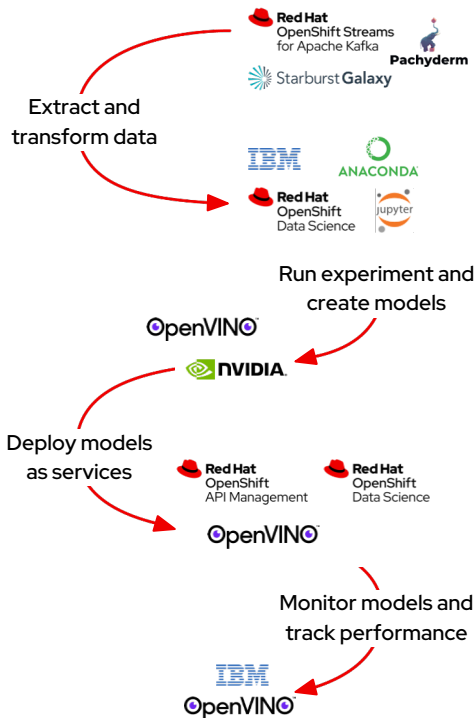 Red Hat
OpenShift Streams
for Apache Kafka
Pachyderm
Starburst Galaxy
Extract and
transform data
IBM
ANACONDA
Red Hat
OpenShift
Data Science
jupyter
Run experiment and
create models
OpenVINO
NVIDIA.
Deploy models
as services
Red Hat
OpenShift
API Management
Red Hat
OpenShift
Data Science
OpenVINO
Monitor models and
track performance
IBM
OpenVINO